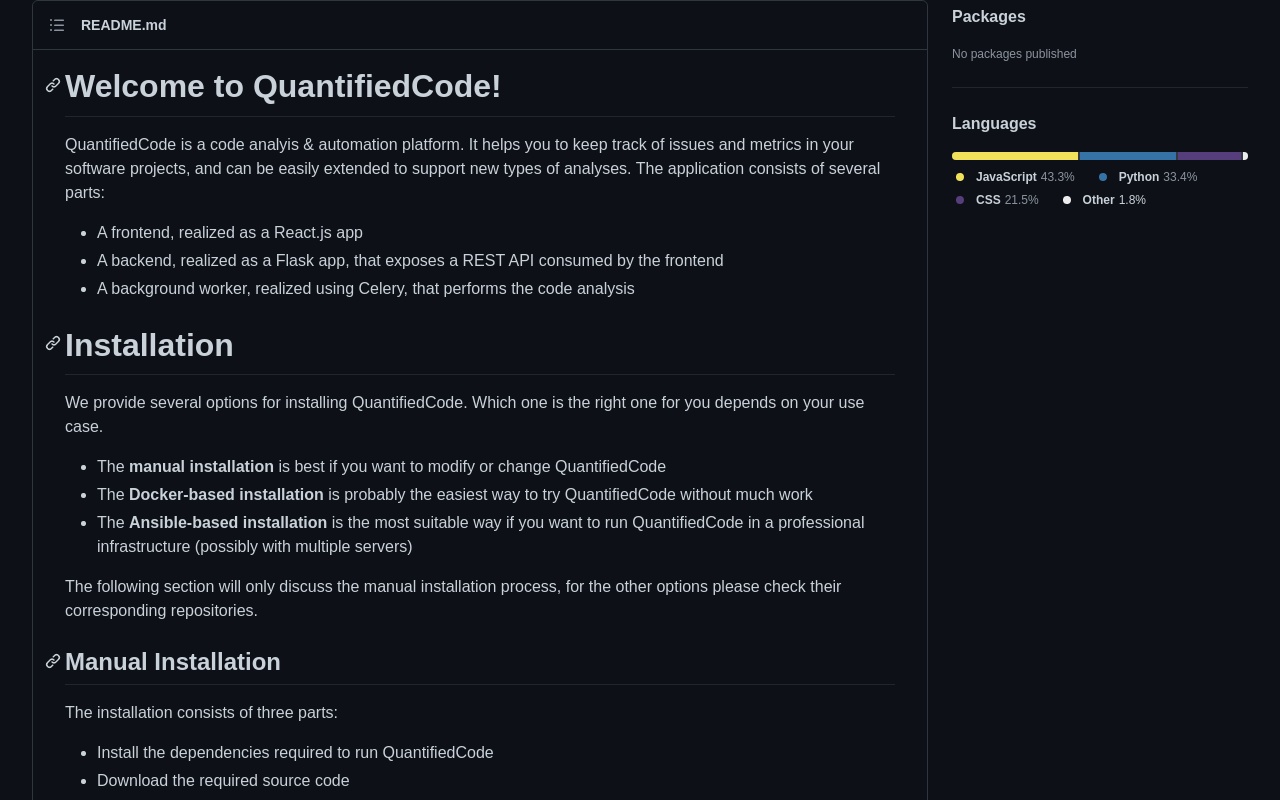 README.md
Welcome to QuantifiedCode!
QuantifiedCode is a code analyis & automation platform. It helps you to keep track of issues and metrics in your
software projects, and can be easily extended to support new types of analyses. The application consists of several
parts:
A frontend, realized as a React.js app
A backend, realized as a Flask app, that exposes a REST API consumed by the frontend
A background worker, realized using Celery, that performs the code analysis
Installation
We provide several options for installing QuantifiedCode. Which one is the right one for you depends on your use
case.
The manual installation is best if you want to modify or change QuantifiedCode
The Docker-based installation is probably the easiest way to try QuantifiedCode without much work
The Ansible-based installation is the most suitable way if you want to run QuantifiedCode in a professional
infrastructure (possibly with multiple servers)
The following section will only discuss the manual installation process, for the other options please check their
corresponding repositories.
Manual Installation
The installation consists of three parts:
Install the dependencies required to run QuantifiedCode
Download the required source code
Packages
No packages published
Languages
JavaScript 43.3% Python 33.4%
CSS 21.5% Other 1.8%